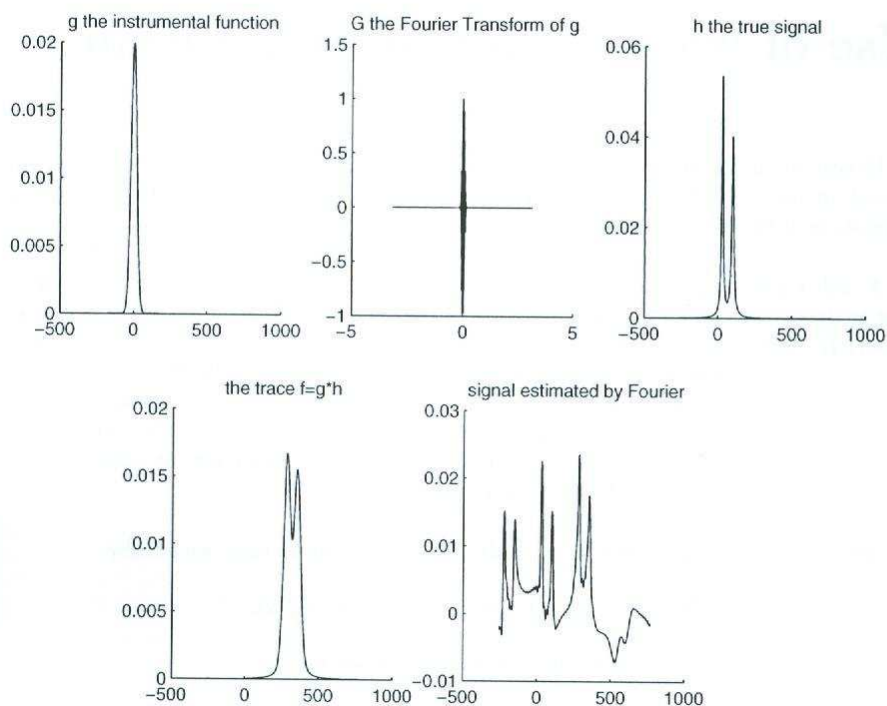 g the instrumental function
0.02
0.015
0.01
0.005
0
−500 0 500 1000
G the Fourier Transform of g
1.5
1
0.5
0
−0.5
−1
−5 0 5
h the true signal
0.06
0.04
0.02
0
−500 0 500 1000
the trace f=g*h
0.02
0.015
0.01
0.005
0
−500 0 500 1000
signal estimated by Fourier
0.03
0.02
0.01
0
−0.01
−500 0 500 1000